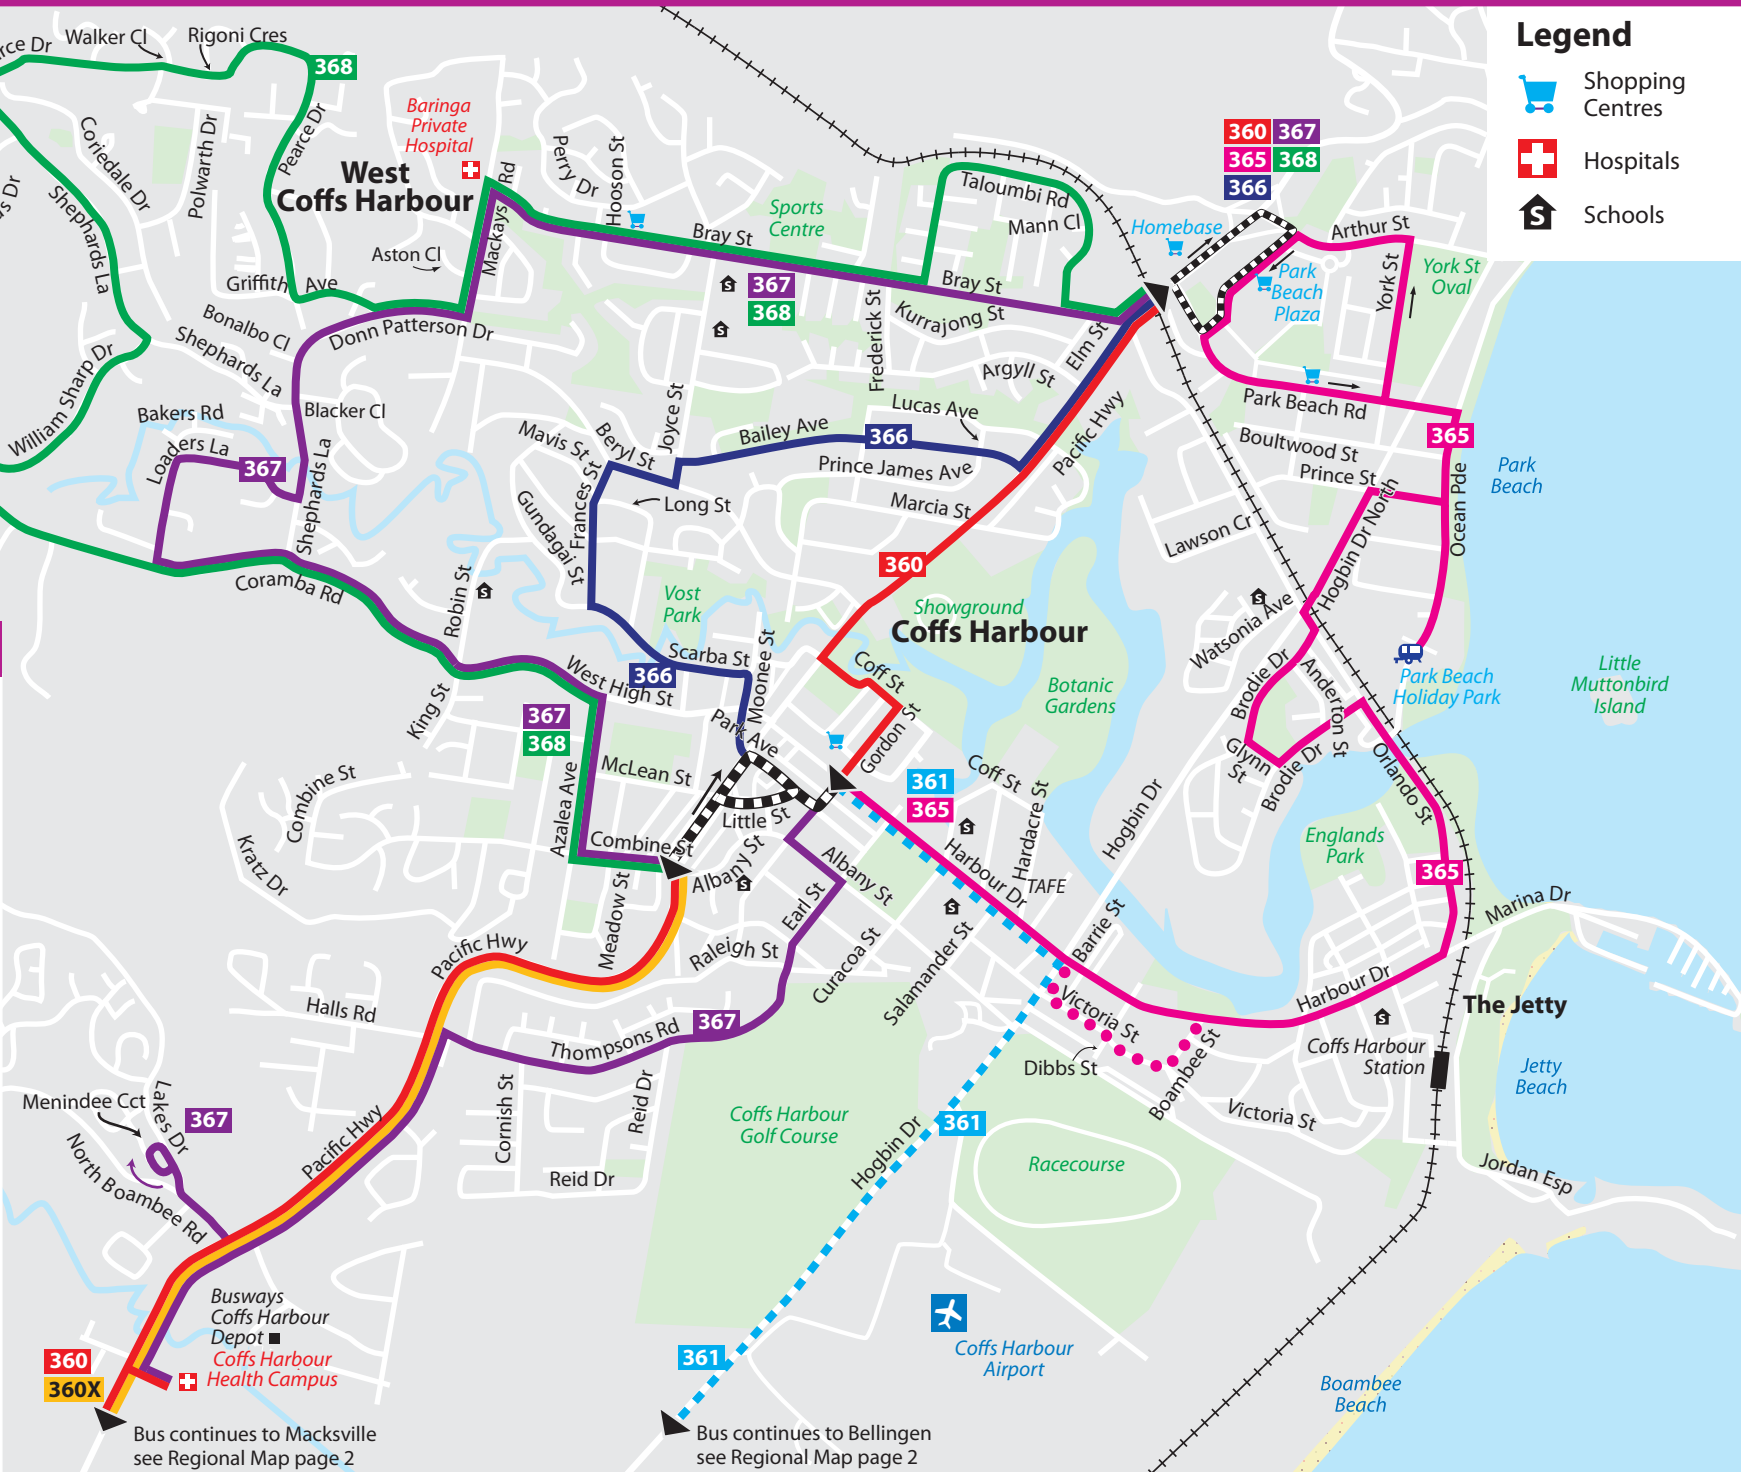 Legend
Shopping
Centres
Hospitals
Schools
S
rce Dr
Walker Cl
Rigoni Cres
368
Baringa
Private
Hospital
Coriedale Dr
Polwarth Dr
Pearce Dr
West
Coffs Harbour
Mackays Rd
Perry Dr
Hooson St
Sports
Centre
Taloumbi Rd
Mann Cl
360 367
365 368
366
Homebase
Arthur St
York St
Oval
York St
Park
Beach
Plaza
Shephards La
Aston Cl
Griffith Ave
Bray St
Bray St
367
368
S
S
Frederick St
Kurrajong St
Elm St
Argyll St
Bonalbo Cl
Shephards La
Donn Patterson Dr
William Sharp Dr
Bakers Rd
Blacker Cl
Loaders La
367
Shephards La
Mavis St
Beryl St
Joyce St
Bailey Ave
366
Lucas Ave
Prince James Ave
Pacific Hwy
Park Beach Rd
365
Boultwood St
Prince St
Park
Beach
Ocean Pde
Long St
Marcia St
Frances St
Gundagai St
Lawson Cr
Hogbin Dr North
360
Coramba Rd
Robin St
S
Vost
Park
Showground
Coffs Harbour
Watsonia Ave
S
Scarba St
366
Moonee St
Coff St
West High St
King St
Park Ave
Gordon St
Botanic
Gardens
Brodie Dr
Anderton St
Park Beach
Holiday Park
Little
Muttonbird
Island
367
368
McLean St
361
365
Coff St
Glynn
St
Brodie Dr
Orlando St
Combine St
Kratz Dr
Azalea Ave
Little St
Combine St
Albany St
S
Albany St
S
Harbour Dr
Hardacre St
TAFE
S
Hogbin Dr
Englands
Park
365
Marina Dr
Meadow St
Earl St
Pacific Hwy
Raleigh St
Curacoa St
Salamander St
Barrie St
Victoria St
Harbour Dr
The Jetty
S
Coffs Harbour
Station
Halls Rd
Thompsons Rd
367
Dibbs St
Boambee St
Victoria St
Jetty
Beach
Menindee Cct
Lakes Dr
367
North Boambee Rd
Pacific Hwy
Cornish St
Reid Dr
Reid Dr
Coffs Harbour
Golf Course
Hogbin Dr
361
Racecourse
Jordan Esp
Busways
Coffs Harbour
Depot
Coffs Harbour
Health Campus
360
360X
361
Coffs Harbour
Airport
Boambee
Beach
Bus continues to Macksville
see Regional Map page 2
Bus continues to Bellingen
see Regional Map page 2